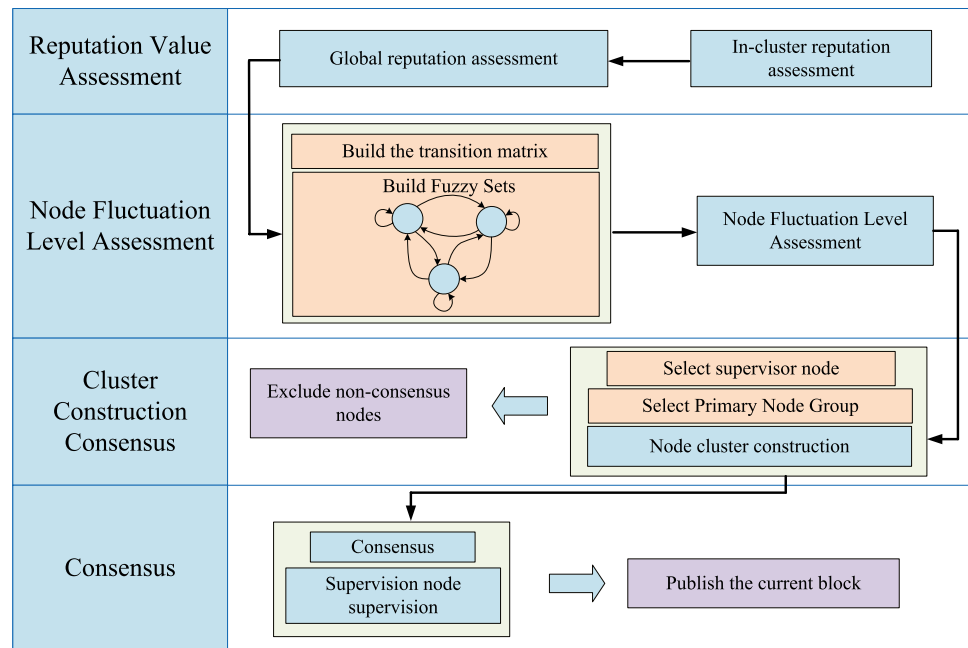 Reputation Value
Assessment
Global reputation assessment
In-cluster reputation
assessment
Node Fluctuation
Level Assessment
Build the transition matrix
Build Fuzzy Sets
Node Fluctuation Level
Assessment
Cluster
Construction
Consensus
Exclude non-consensus
nodes
Select supervisor node
Select Primary Node Group
Node cluster construction
Consensus
Consensus
Supervision node
supervision
Publish the current block